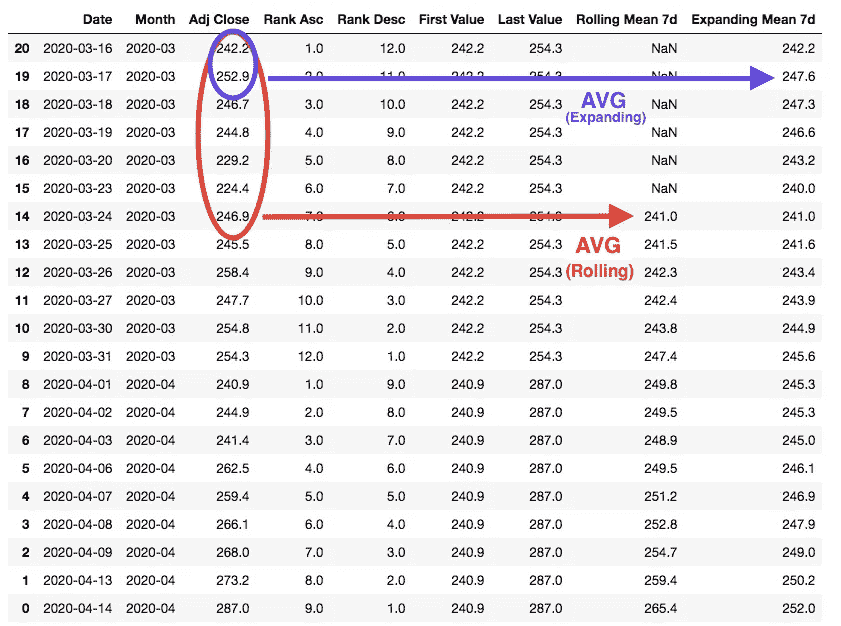 Date Month Adj Close Rank Asc Rank Desc First Value Last Value Rolling Mean 7d Expanding Mean 7d
20 2020-03-16 2020-03 242.2 1.0 12.0 242.2 254.3 NaN 242.2
19 2020-03-17 2020-03 252.9 2.0 11.0 242.2 254.3 NaN 247.6
18 2020-03-18 2020-03 246.7 3.0 10.0 242.2 254.3 AVG NaN 247.3
(Expanding)
17 2020-03-19 2020-03 244.8 4.0 9.0 242.2 254.3 NaN 246.6
16 2020-03-20 2020-03 229.2 5.0 8.0 242.2 254.3 NaN 243.2
15 2020-03-23 2020-03 224.4 6.0 7.0 242.2 254.3 NaN 240.0
14 2020-03-24 2020-03 246.9 7.0 6.0 242.2 254.3 241.0 241.0
13 2020-03-25 2020-03 245.5 8.0 5.0 242.2 254.3 AVG 241.5 241.6
12 2020-03-26 2020-03 258.4 9.0 4.0 242.2 254.3 (Rolling) 242.3 243.4
11 2020-03-27 2020-03 247.7 10.0 3.0 242.2 254.3 242.4 243.9
10 2020-03-30 2020-03 254.8 11.0 2.0 242.2 254.3 243.8 244.9
9 2020-03-31 2020-03 254.3 12.0 1.0 242.2 254.3 247.4 245.6
8 2020-04-01 2020-04 240.9 1.0 9.0 240.9 287.0 249.8 245.3
7 2020-04-02 2020-04 244.9 2.0 8.0 240.9 287.0 249.5 245.3
6 2020-04-03 2020-04 241.4 3.0 7.0 240.9 287.0 248.9 245.0
5 2020-04-06 2020-04 262.5 4.0 6.0 240.9 287.0 249.5 246.1
4 2020-04-07 2020-04 259.4 5.0 5.0 240.9 287.0 251.2 246.9
3 2020-04-08 2020-04 266.1 6.0 4.0 240.9 287.0 252.8 247.9
2 2020-04-09 2020-04 268.0 7.0 3.0 240.9 287.0 254.7 249.0
1 2020-04-13 2020-04 273.2 8.0 2.0 240.9 287.0 259.4 250.2
0 2020-04-14 2020-04 287.0 9.0 1.0 240.9 287.0 265.4 252.0